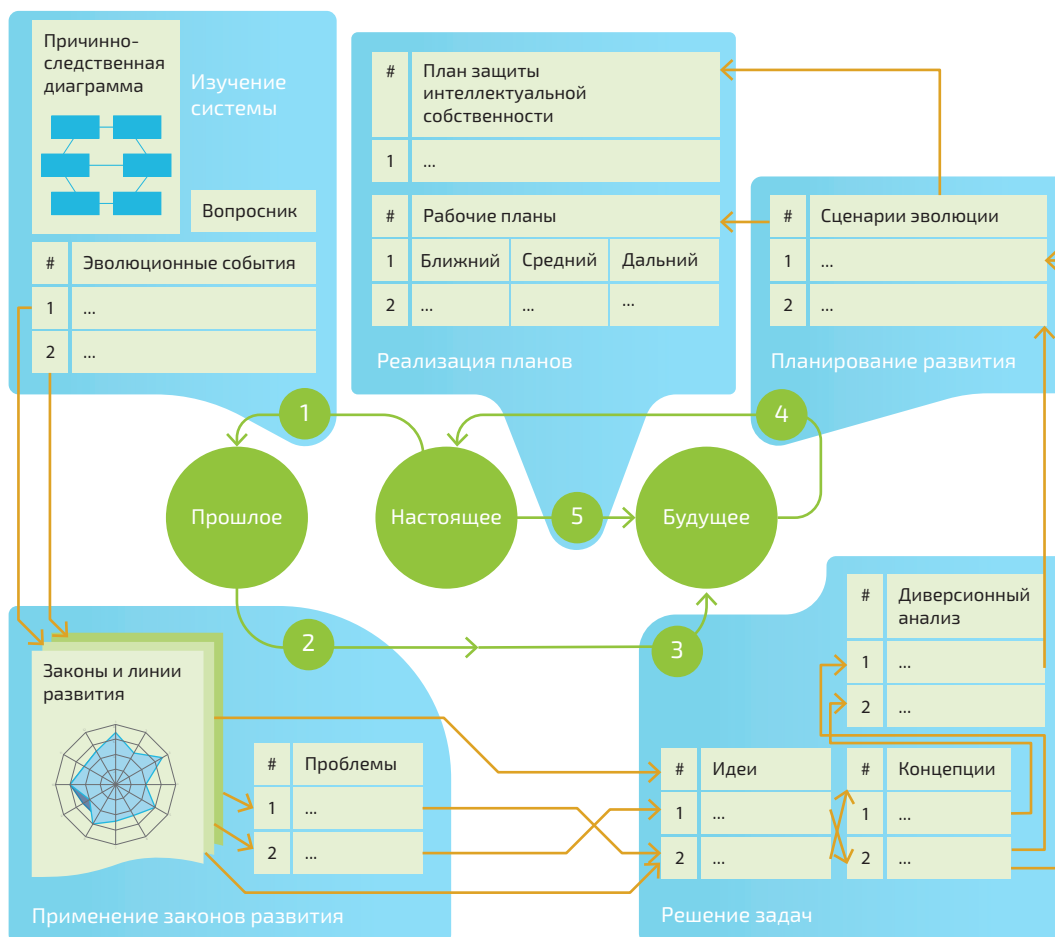 Причинно-
следственная
диаграмма
Изучение
системы
Вопросник
# Эволюционные события
1 ...
2 ...
# План защиты
интеллектуальной
собственности
1 ...
# Рабочие планы
1 Ближний Средний Дальний
2 ... ... ...
Реализация планов
# Сценарии эволюции
1 ...
2 ...
Планирование развития
1
4
Прошлое
Настоящее
5
Будущее
2
3
Законы и линии
развития
# Проблемы
1 ...
2 ...
Применение законов развития
# Диверсионный
анализ
1 ...
2 ...
# Идеи
1 ...
2 ...
# Концепции
1 ...
2 ...
Решение задач